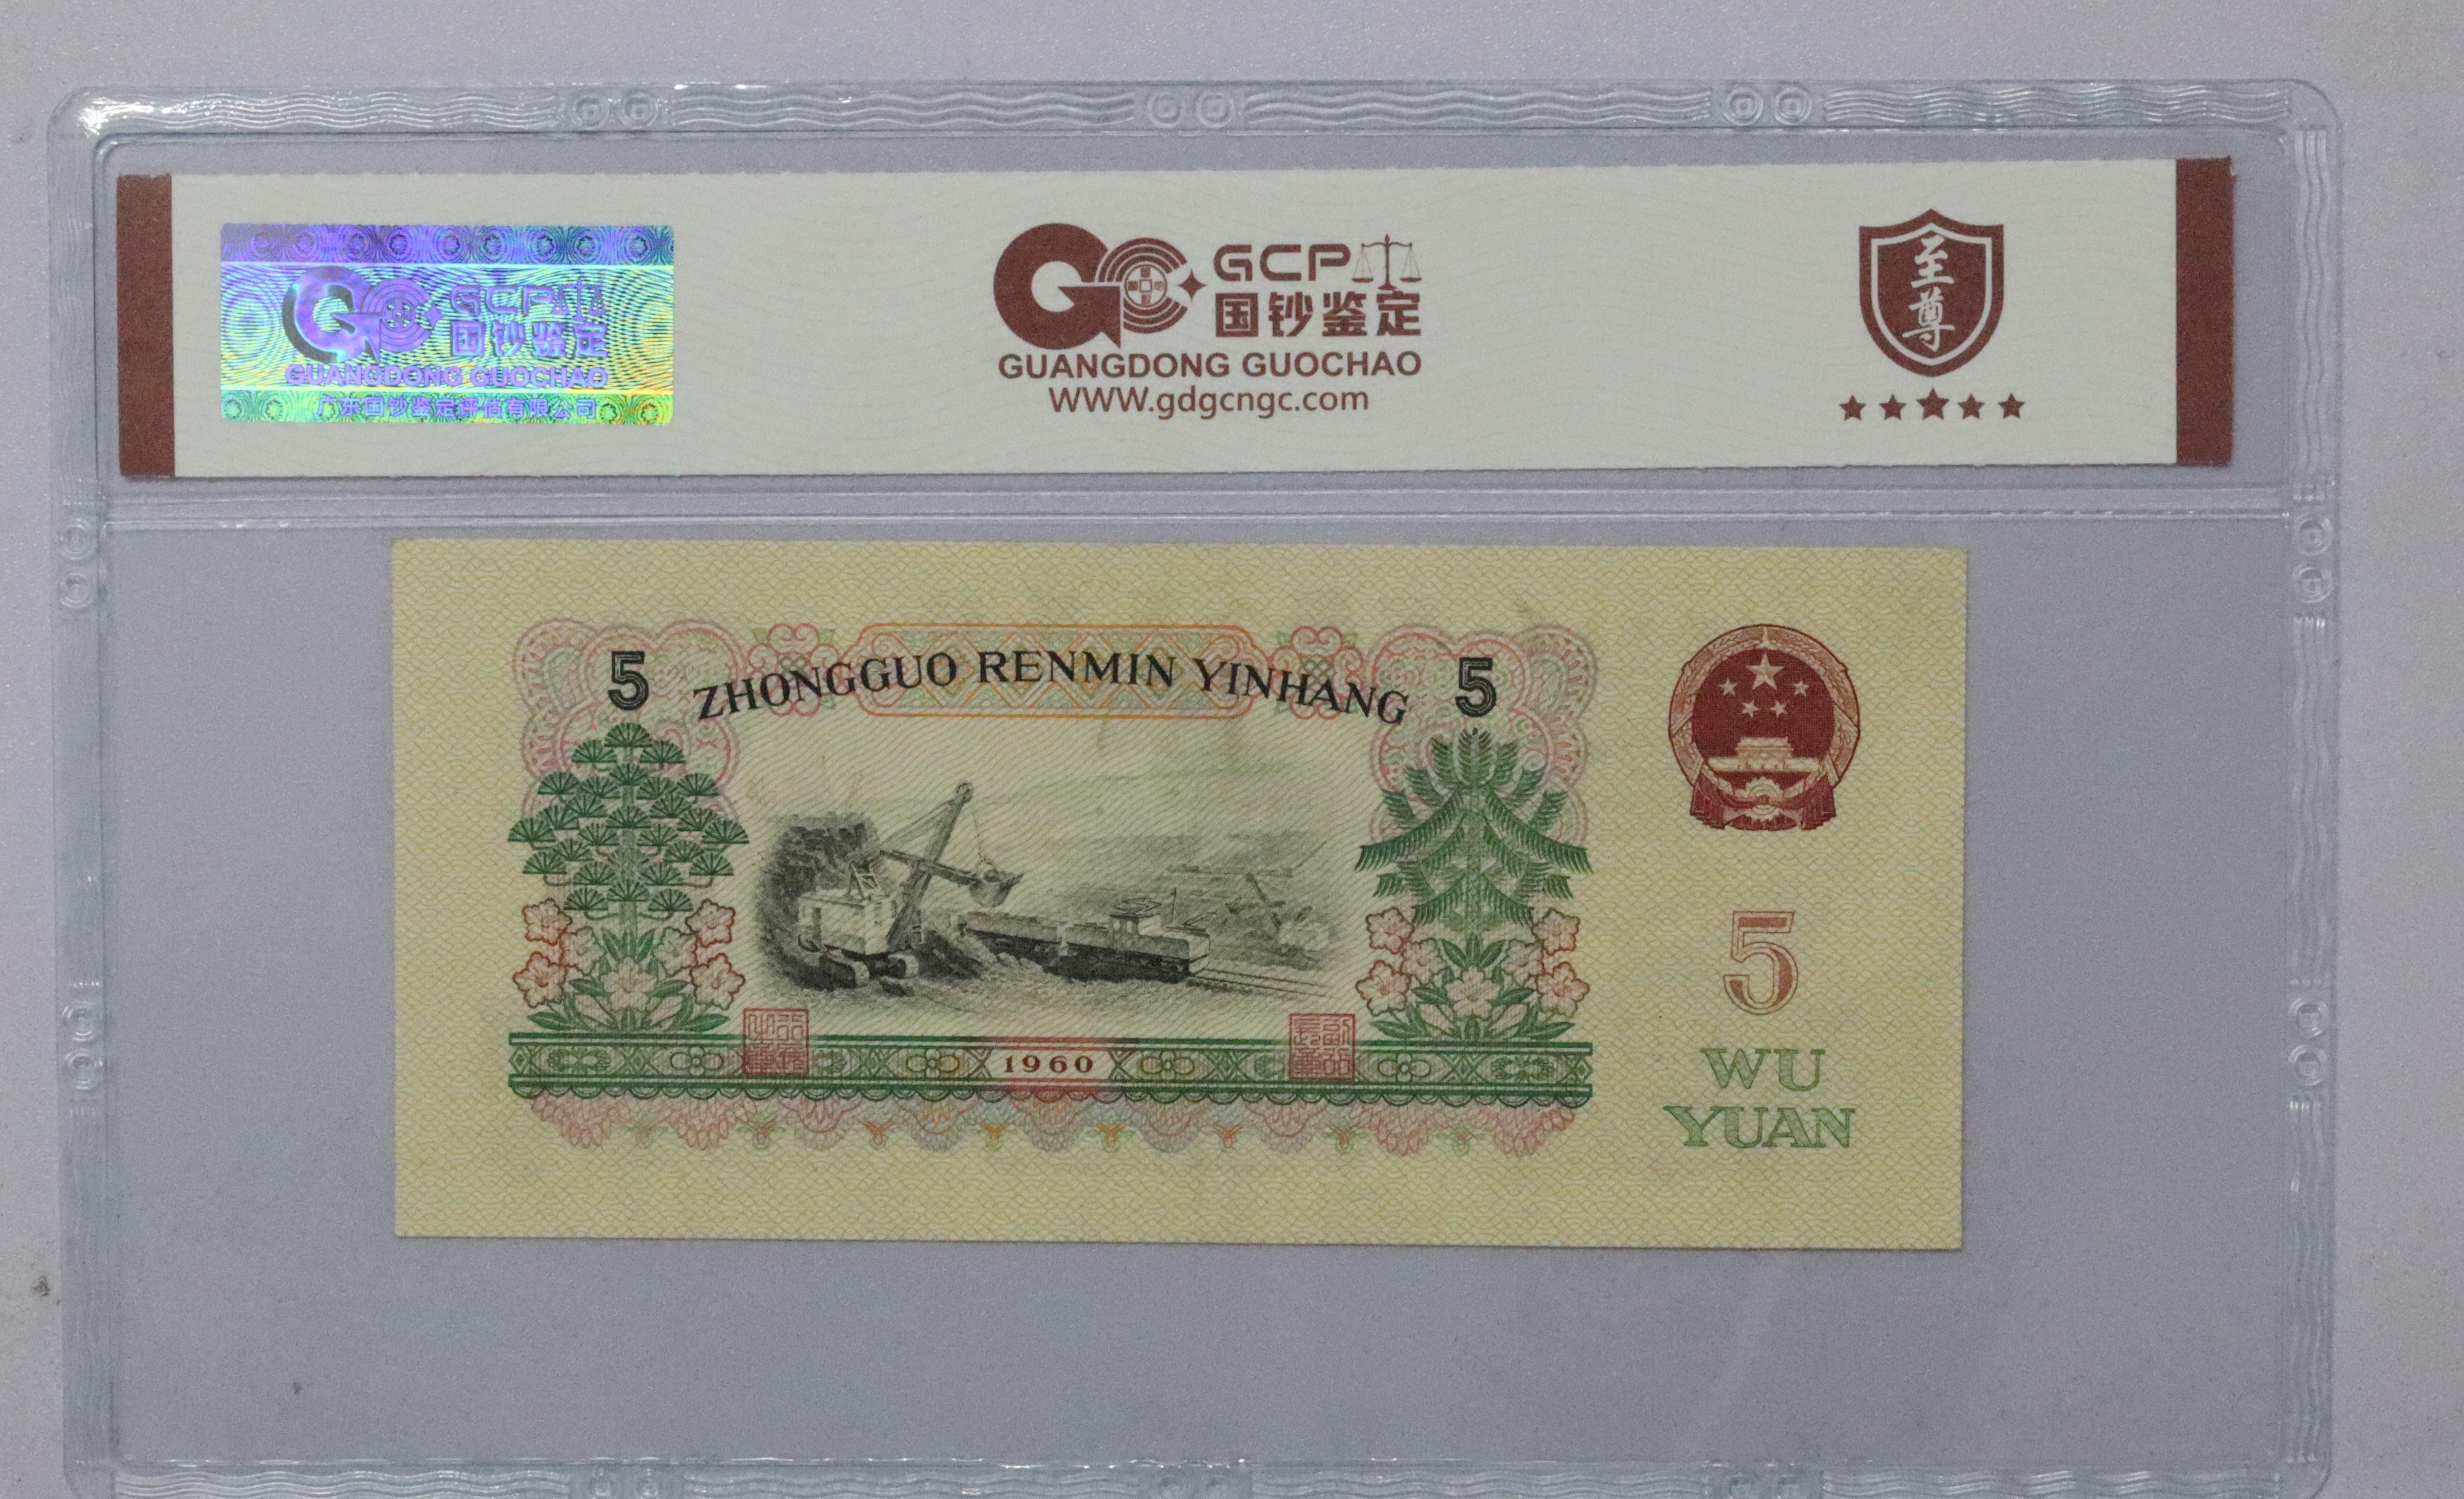 GCP
国钞鉴定
GUANGDONG GUOCHAO
广东国钞鉴定评估有限公司
GCP
国钞鉴定
GUANGDONG GUOCHAO
WWW.gdgcngc.com
至尊
5 ZHONGGUO RENMIN YINHANG 5
1960
5
WU
YUAN